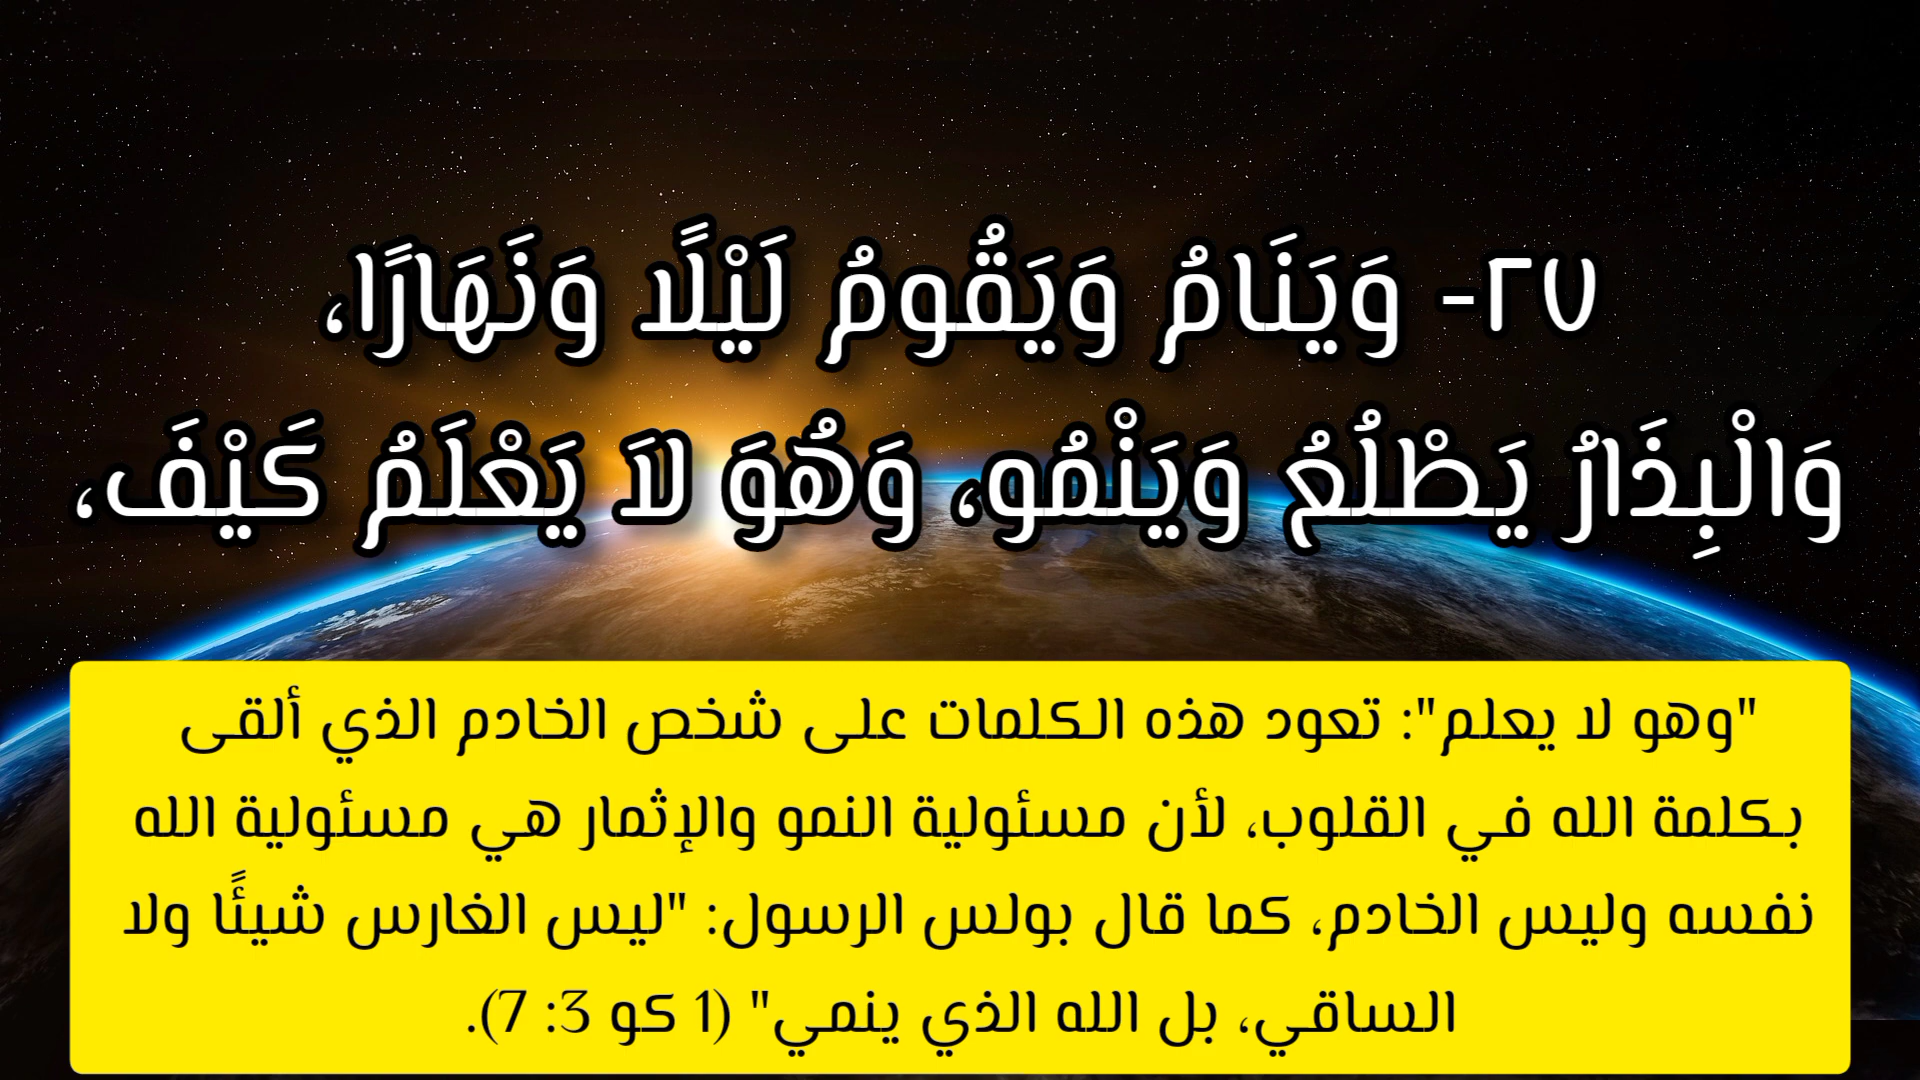 ٢٧- وَيَنَامُ وَيَقُومُ لَيْلًا وَنَهَارًا،
وَالْبِذَارُ يَطْلُعُ وَيَنْمُو، وَهُوَ لاَ يَعْلَمُ كَيْفَ،
"وهو لا يعلم": تعود هذه الكلمات على شخص الخادم الذي ألقى
بكلمة الله في القلوب، لأن مسئولية النمو والإثمار هي مسئولية الله
نفسه وليس الخادم، كما قال بولس الرسول: "ليس الغارس شيئًا ولا
الساقي، بل الله الذي ينمي" (1 كو 3: 7).